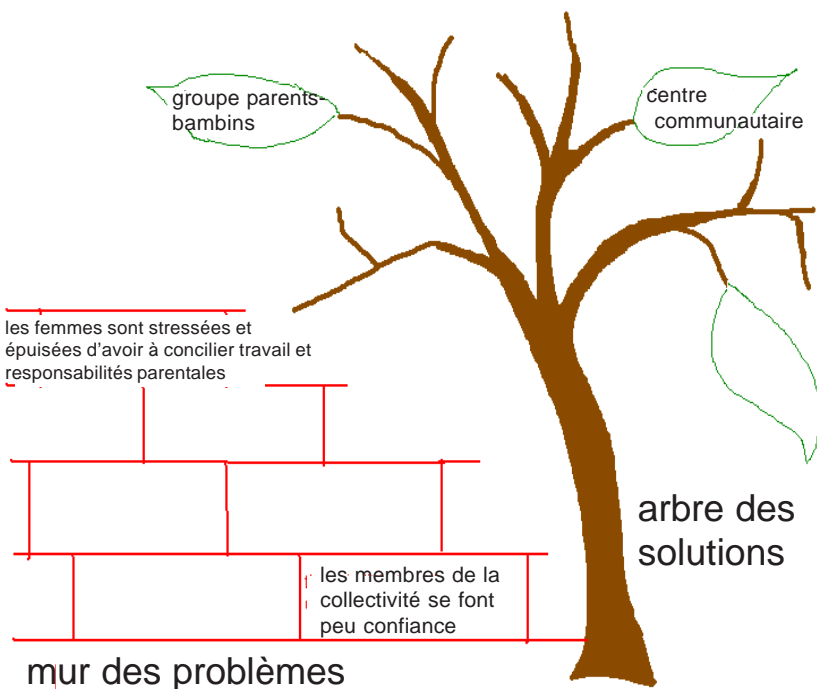 groupe parents-
bambins
centre
communautaire
les femmes sont stressées et
épuisées d'avoir à concilier travail et
responsabilités parentales
arbre des
solutions
les membres de la
collectivité se font
peu confiance
mur des problèmes